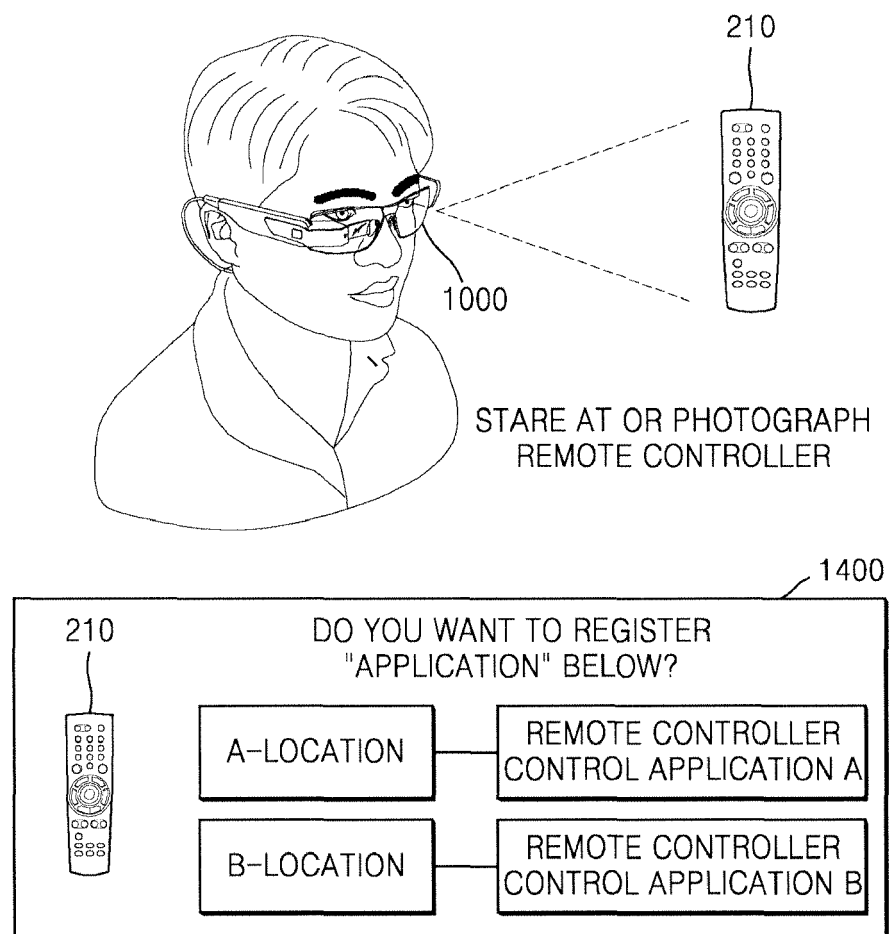 210
1000
STARE AT OR PHOTOGRAPH
REMOTE CONTROLLER
1400
210
DO YOU WANT TO REGISTER
"APPLICATION" BELOW?
A-LOCATION
REMOTE CONTROLLER
CONTROL APPLICATION A
B-LOCATION
REMOTE CONTROLLER
CONTROL APPLICATION B